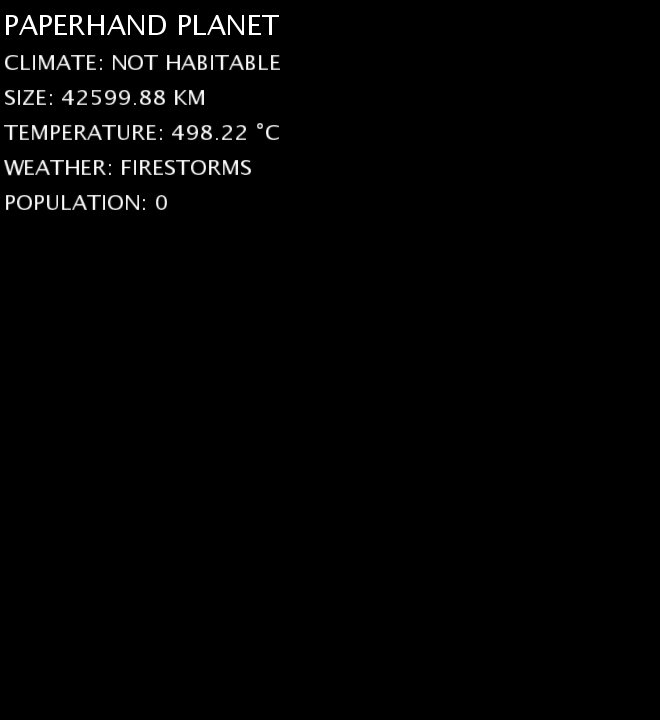 PAPERHAND PLANET
CLIMATE: NOT HABITABLE
SIZE: 42599.88 KM
TEMPERATURE: 498.22 °C
WEATHER: FIRESTORMS
POPULATION: 0